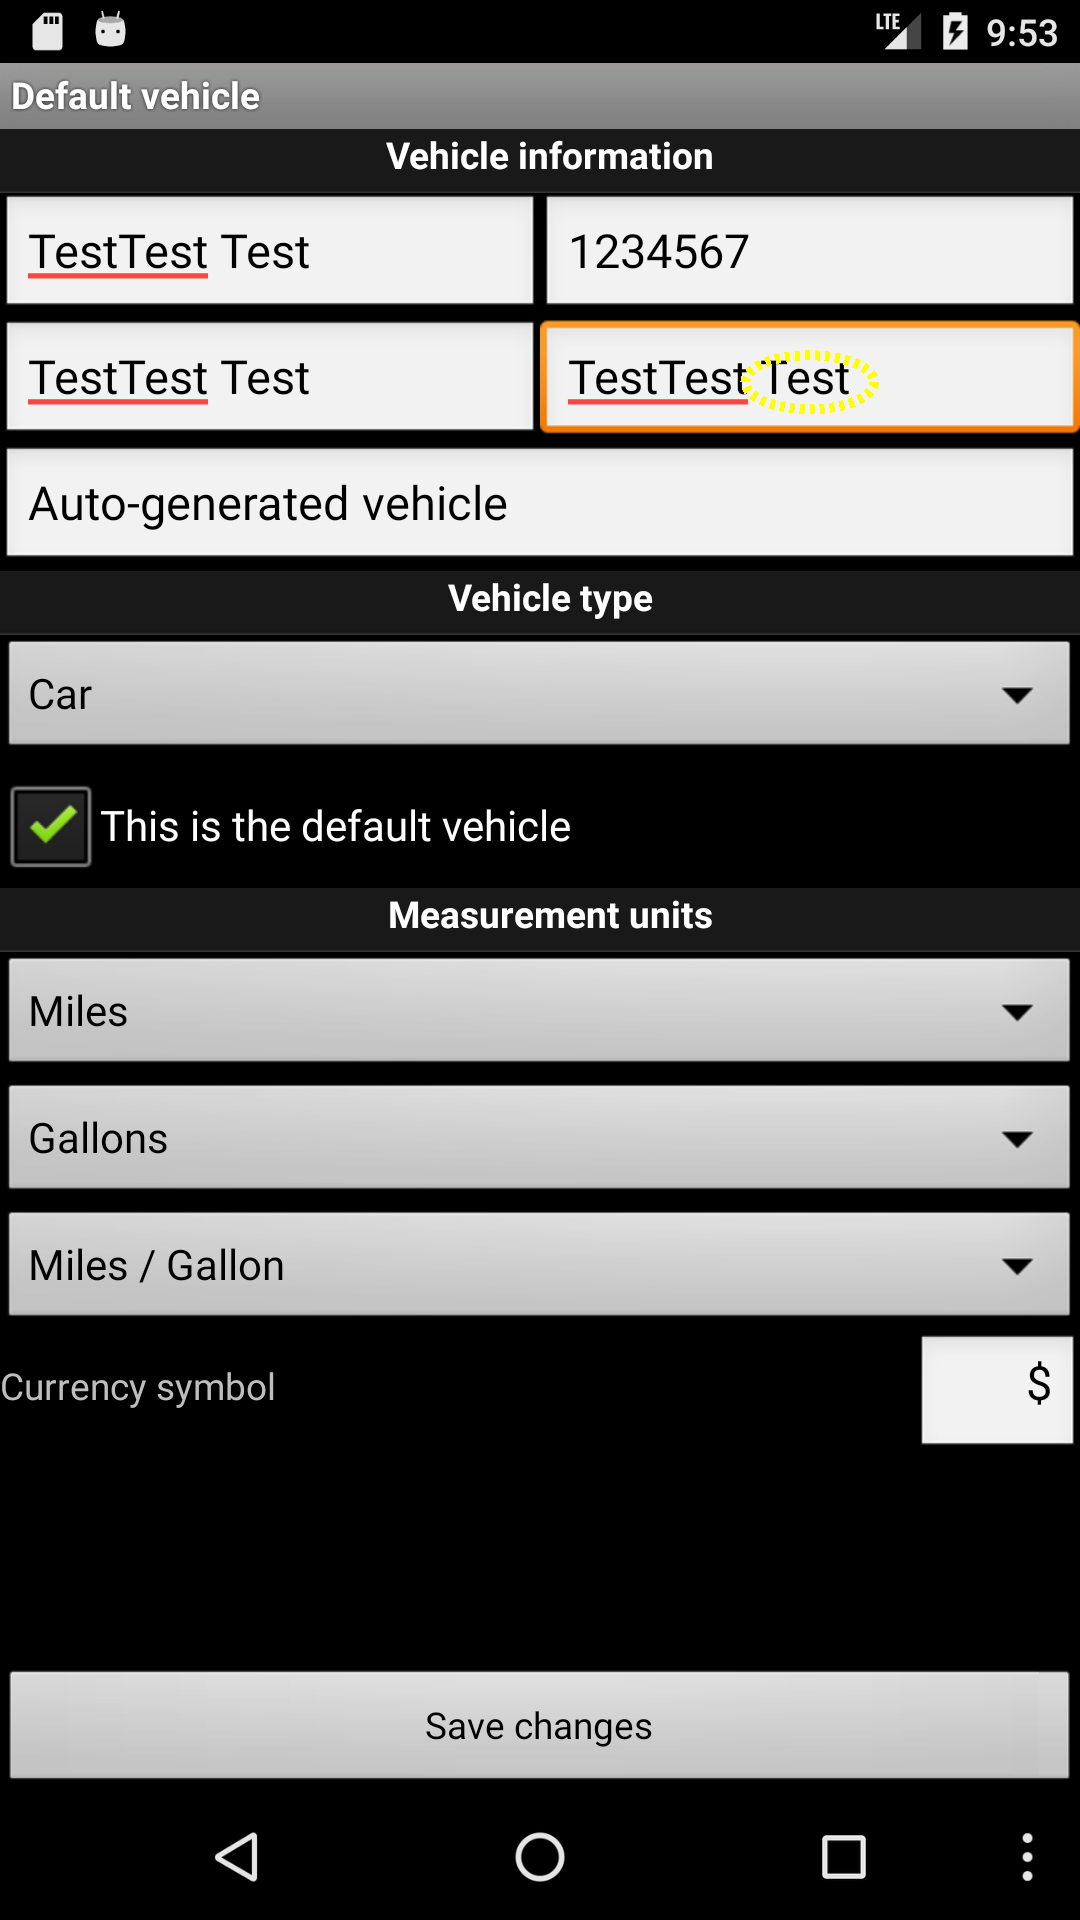 LTE 9:53
Default vehicle
Vehicle information
TestTest Test 1234567
TestTest Test TestTest Test
Auto-generated vehicle
Vehicle type
Car
This is the default vehicle
Measurement units
Miles
Gallons
Miles / Gallon
Currency symbol $
Save changes